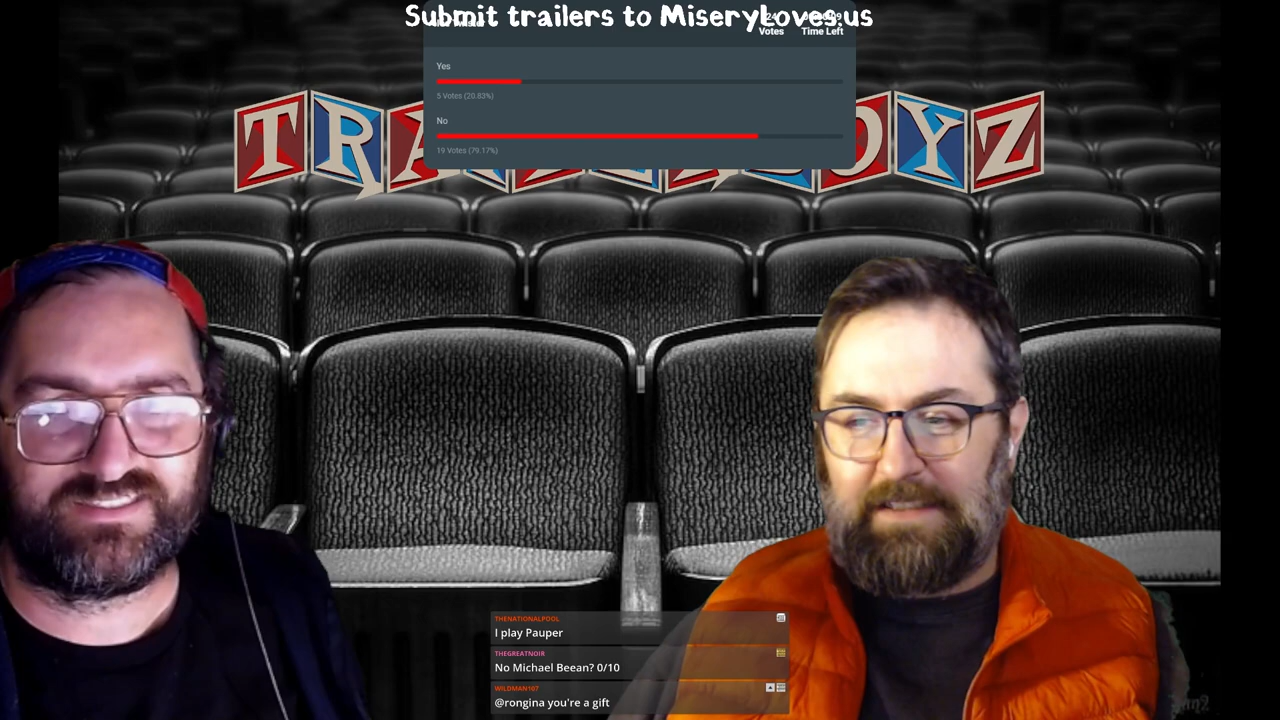 Submit trailers to MiseryLoves.us
Votes Time Left
Yes
5 Votes (20.83%)
No
19 Votes (79.17%)
THENATIONALPOOL
I play Pauper
THEGREATNOIR
No Michael Beean? 0/10
WILDMAN167
@rongina you're a gift